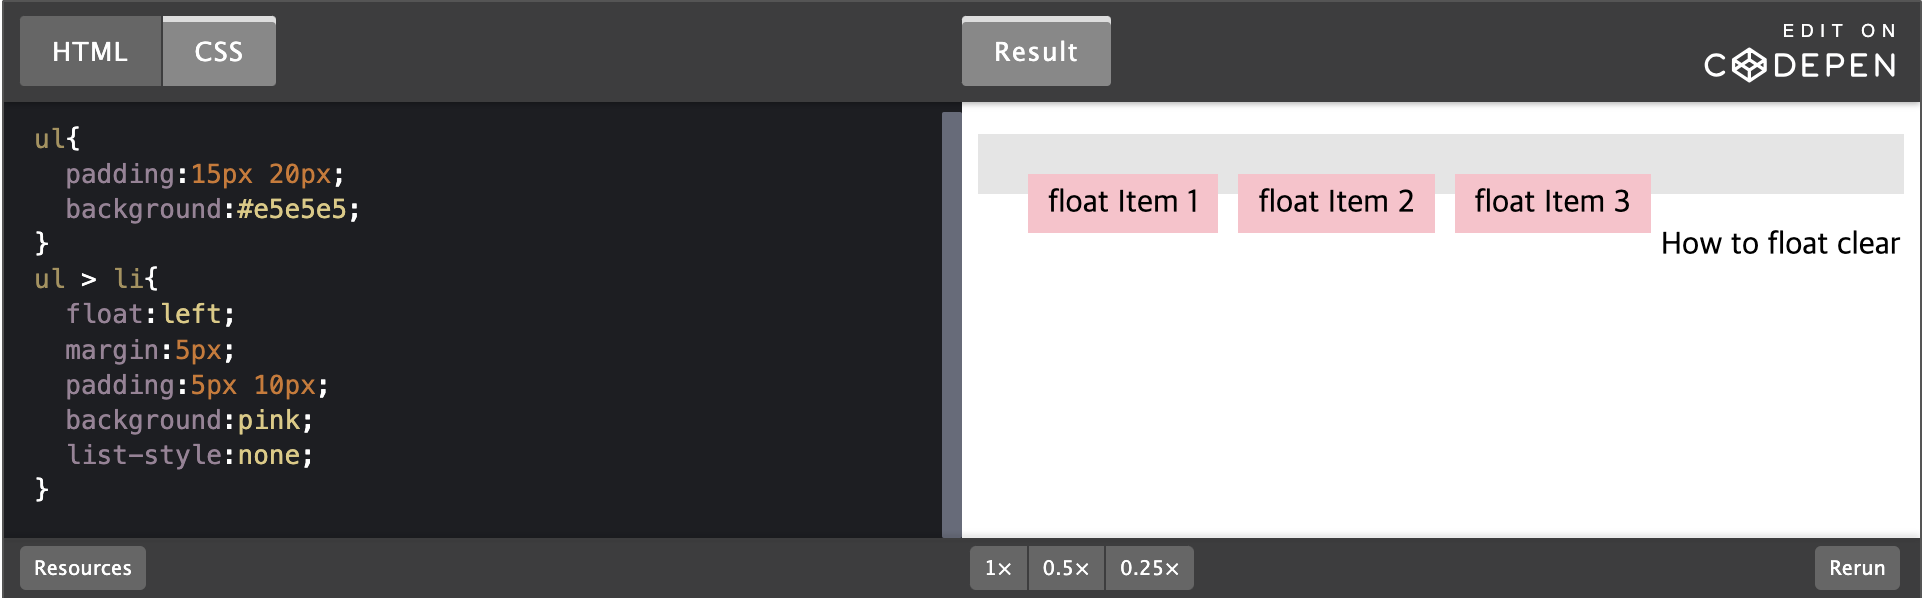 HTML
CSS
Result
EDIT ON
CODEPEN
ul{
  padding:15px 20px;
  background:#e5e5e5;
}
ul > li{
  float:left;
  margin:5px;
  padding:5px 10px;
  background:pink;
  list-style:none;
}
float Item 1
float Item 2
float Item 3
How to float clear
Resources
1×
0.5×
0.25×
Rerun